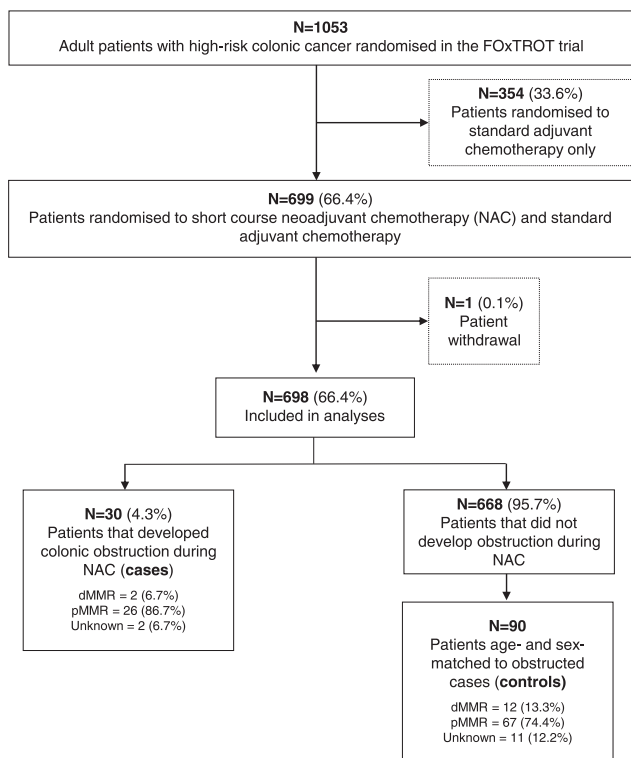 N=1053
Adult patients with high-risk colonic cancer randomised in the FOxTROT trial
N=354 (33.6%)
Patients randomised to
standard adjuvant
chemotherapy only
N=699 (66.4%)
Patients randomised to short course neoadjuvant chemotherapy (NAC) and standard
adjuvant chemotherapy
N=1 (0.1%)
Patient
withdrawal
N=698 (66.4%)
Included in analyses
N=30 (4.3%)
Patients that developed
colonic obstruction during
NAC (cases)
dMMR = 2 (6.7%)
pMMR = 26 (86.7%)
Unknown = 2 (6.7%)
N=668 (95.7%)
Patients that did not
develop obstruction during
NAC
N=90
Patients age- and sex-
matched to obstructed
cases (controls)
dMMR = 12 (13.3%)
pMMR = 67 (74.4%)
Unknown = 11 (12.2%)